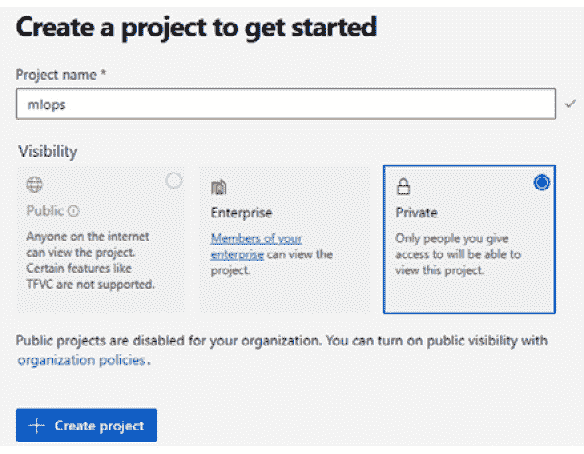 Create a project to get started
Project name *
mlops
Visibility
Public
Anyone on the internet
can view the project.
Certain features like
TFVC are not supported.
Enterprise
Members of your
enterprise can view the
project.
Private
Only people you give
access to will be able to
view this project.
Public projects are disabled for your organization. You can turn on public visibility with
organization policies.
+ Create project